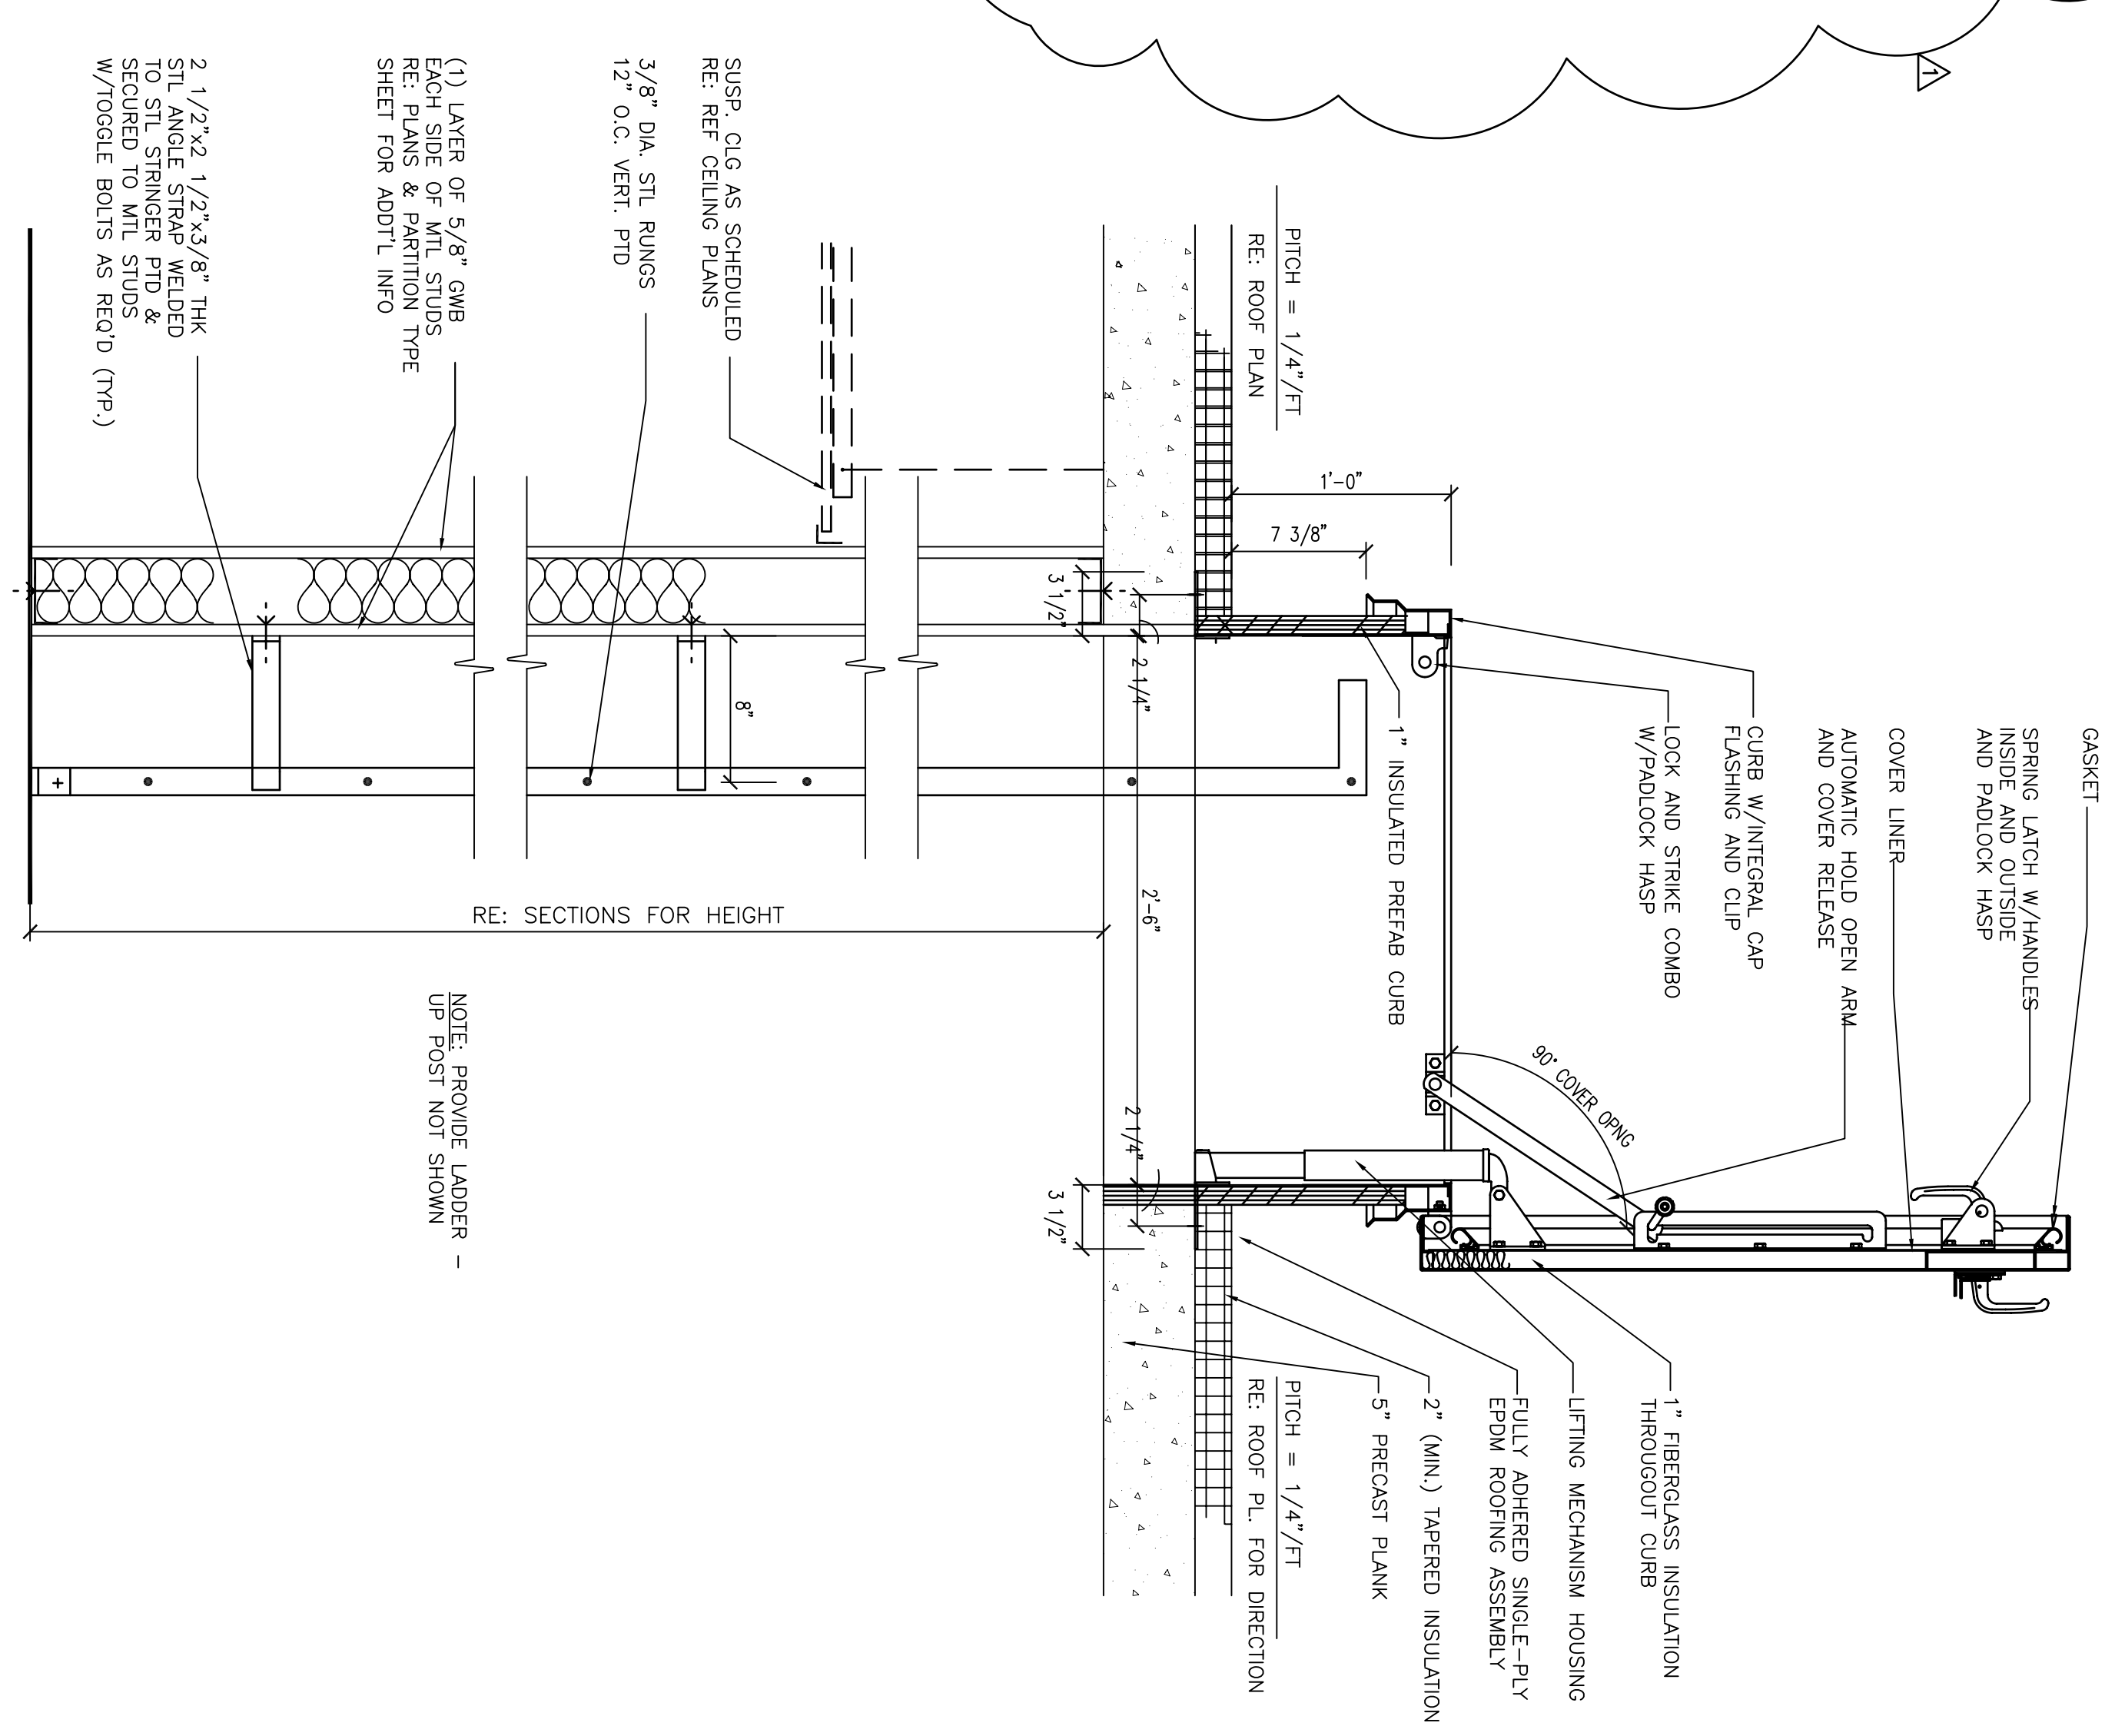 1
GASKET
SPRING LATCH W/HANDLES
INSIDE AND OUTSIDE
AND PADLOCK HASP
COVER LINER
AUTOMATIC HOLD OPEN ARM
AND COVER RELEASE
CURB W/INTEGRAL CAP
FLASHING AND CLIP
LOCK AND STRIKE COMBO
W/PADLOCK HASP
1" INSULATED PREFAB CURB
90° COVER OPNG
1" FIBERGLASS INSULATION
THROUGOUT CURB
LIFTING MECHANISM HOUSING
FULLY ADHERED SINGLE-PLY
EPDM ROOFING ASSEMBLY
2" (MIN.) TAPERED INSULATION
5" PRECAST PLANK
PITCH = 1/4"/FT
RE: ROOF PL. FOR DIRECTION
PITCH = 1/4"/FT
RE: ROOF PLAN
1'-0"
7 3/8"
3 1/2"
2 1/4"
2'-6"
2 1/4"
3 1/2"
SUSP. CLG AS SCHEDULED
RE: REF CEILING PLANS
3/8" DIA. STL RUNGS
12" O.C. VERT. PTD
8"
(1) LAYER OF 5/8" GWB
EACH SIDE OF MTL STUDS
RE: PLANS & PARTITION TYPE
SHEET FOR ADDT'L INFO
2 1/2"x2 1/2"x3/8" THK
STL ANGLE STRAP WELDED
TO STL STRINGER PTD &
SECURED TO MTL STUDS
W/TOGGLE BOLTS AS REQ'D (TYP.)
RE: SECTIONS FOR HEIGHT
NOTE: PROVIDE LADDER -
UP POST NOT SHOWN